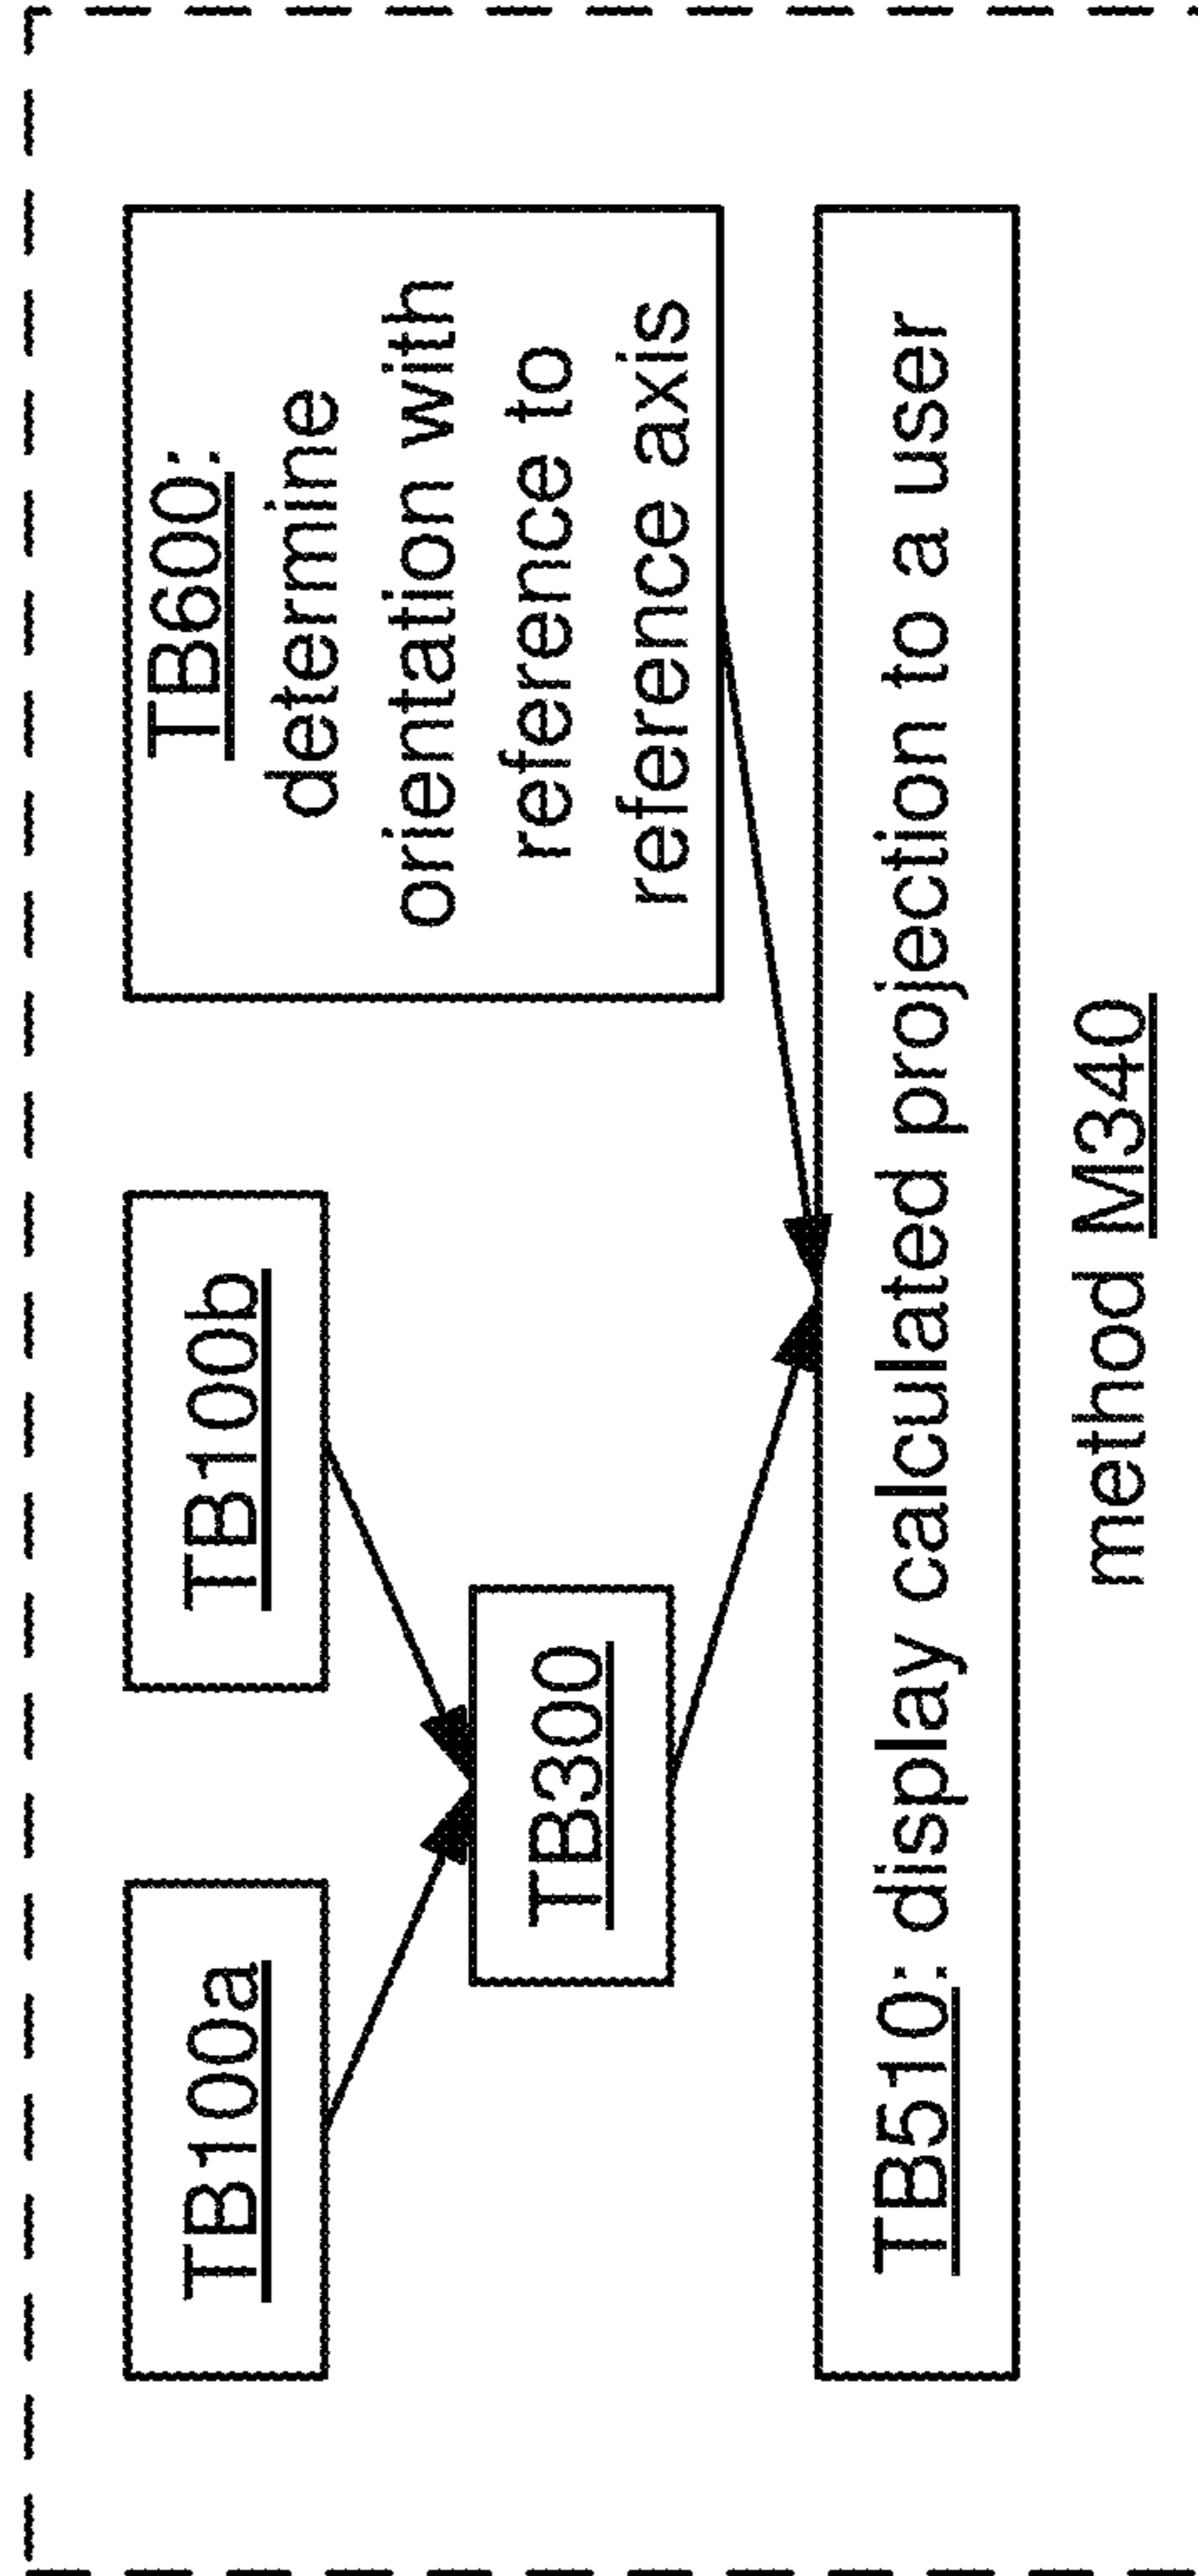 TB100a
TB100b
TB600:
determine
orientation with
reference to
reference axis
TB300
TB510: display calculated projection to a user
method M340